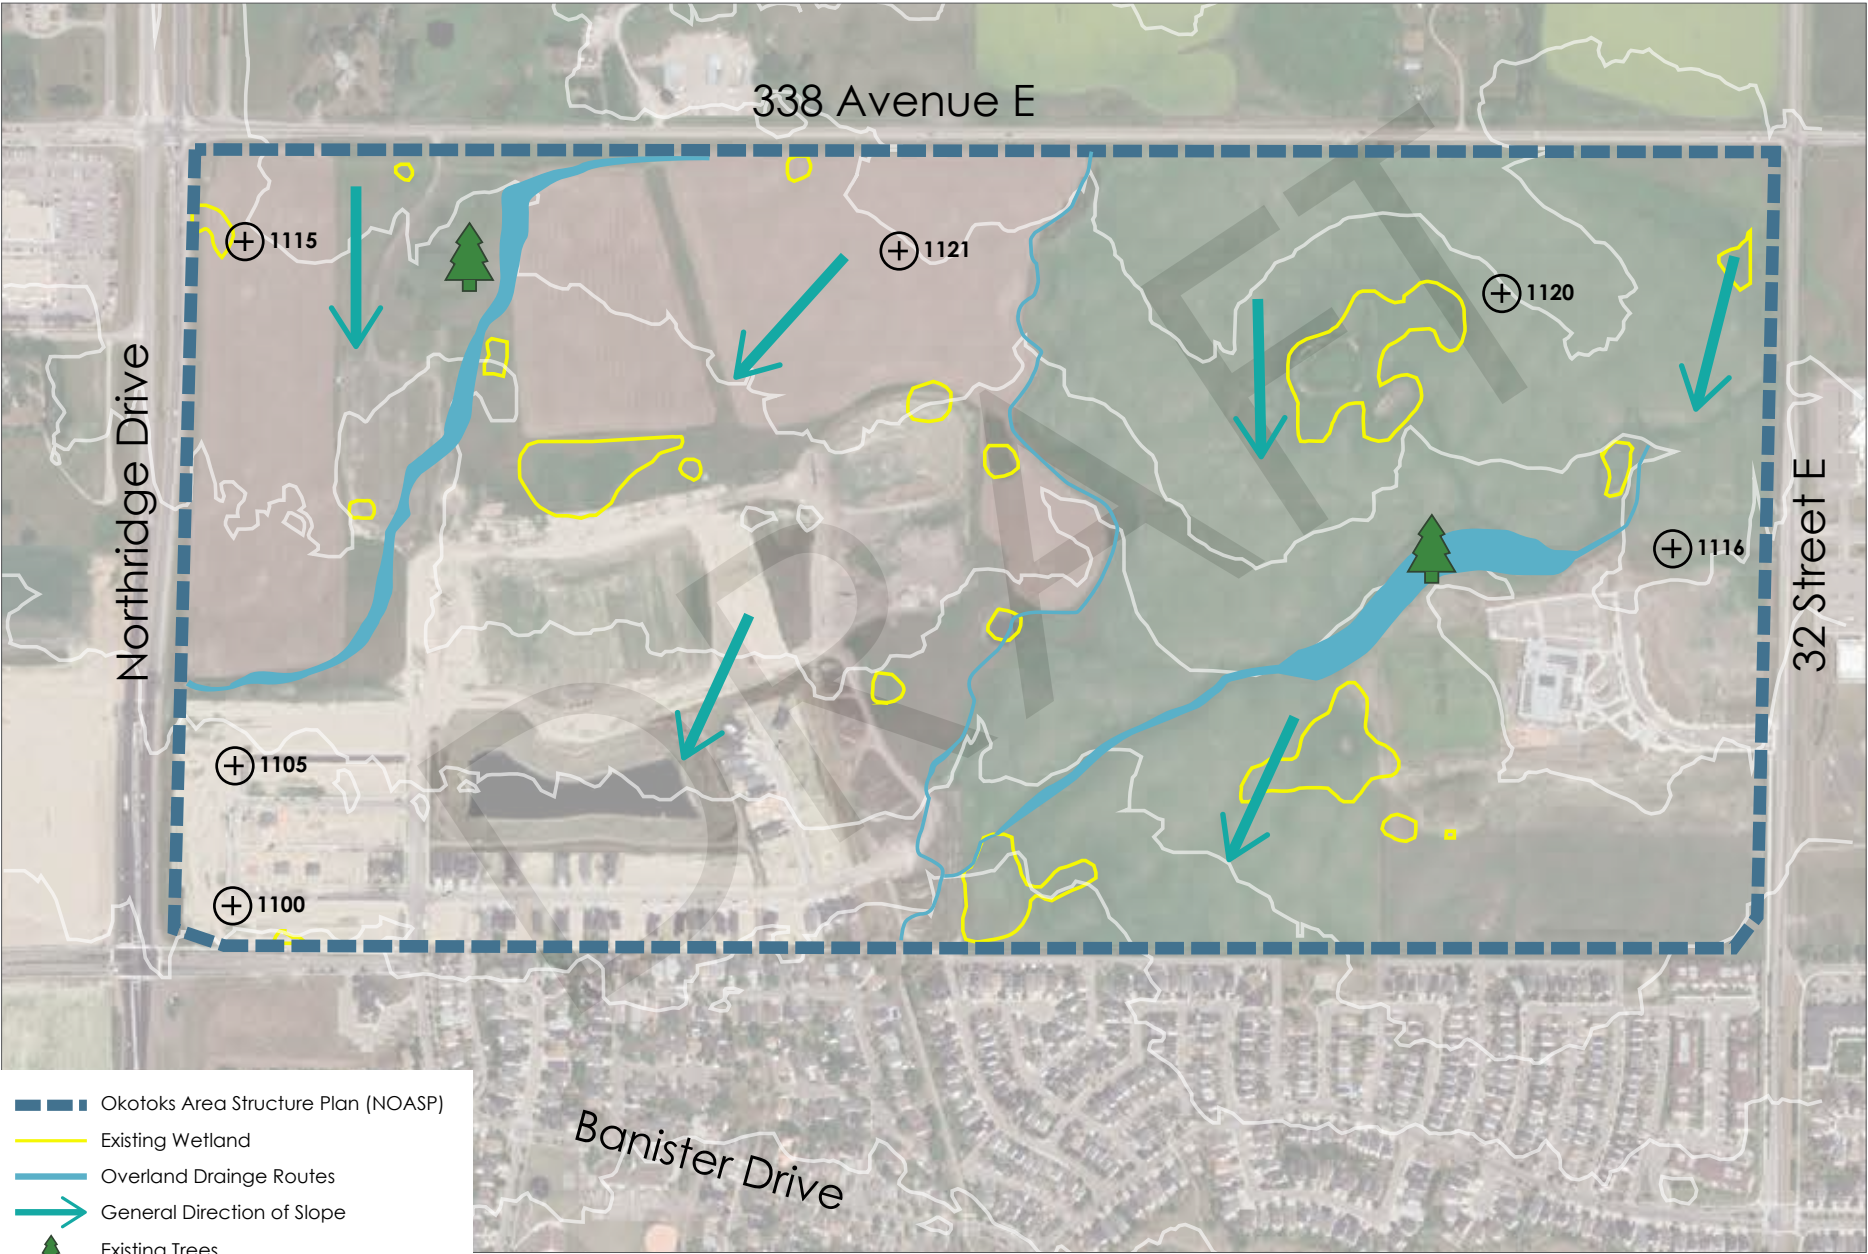 338 Avenue E
1115
1121
1120
Northridge Drive
32 Street E
1116
1105
1100
DRAFT
Okotoks Area Structure Plan (NOASP)
Existing Wetland
Overland Drainge Routes
General Direction of Slope
Existing Trees
Banister Drive